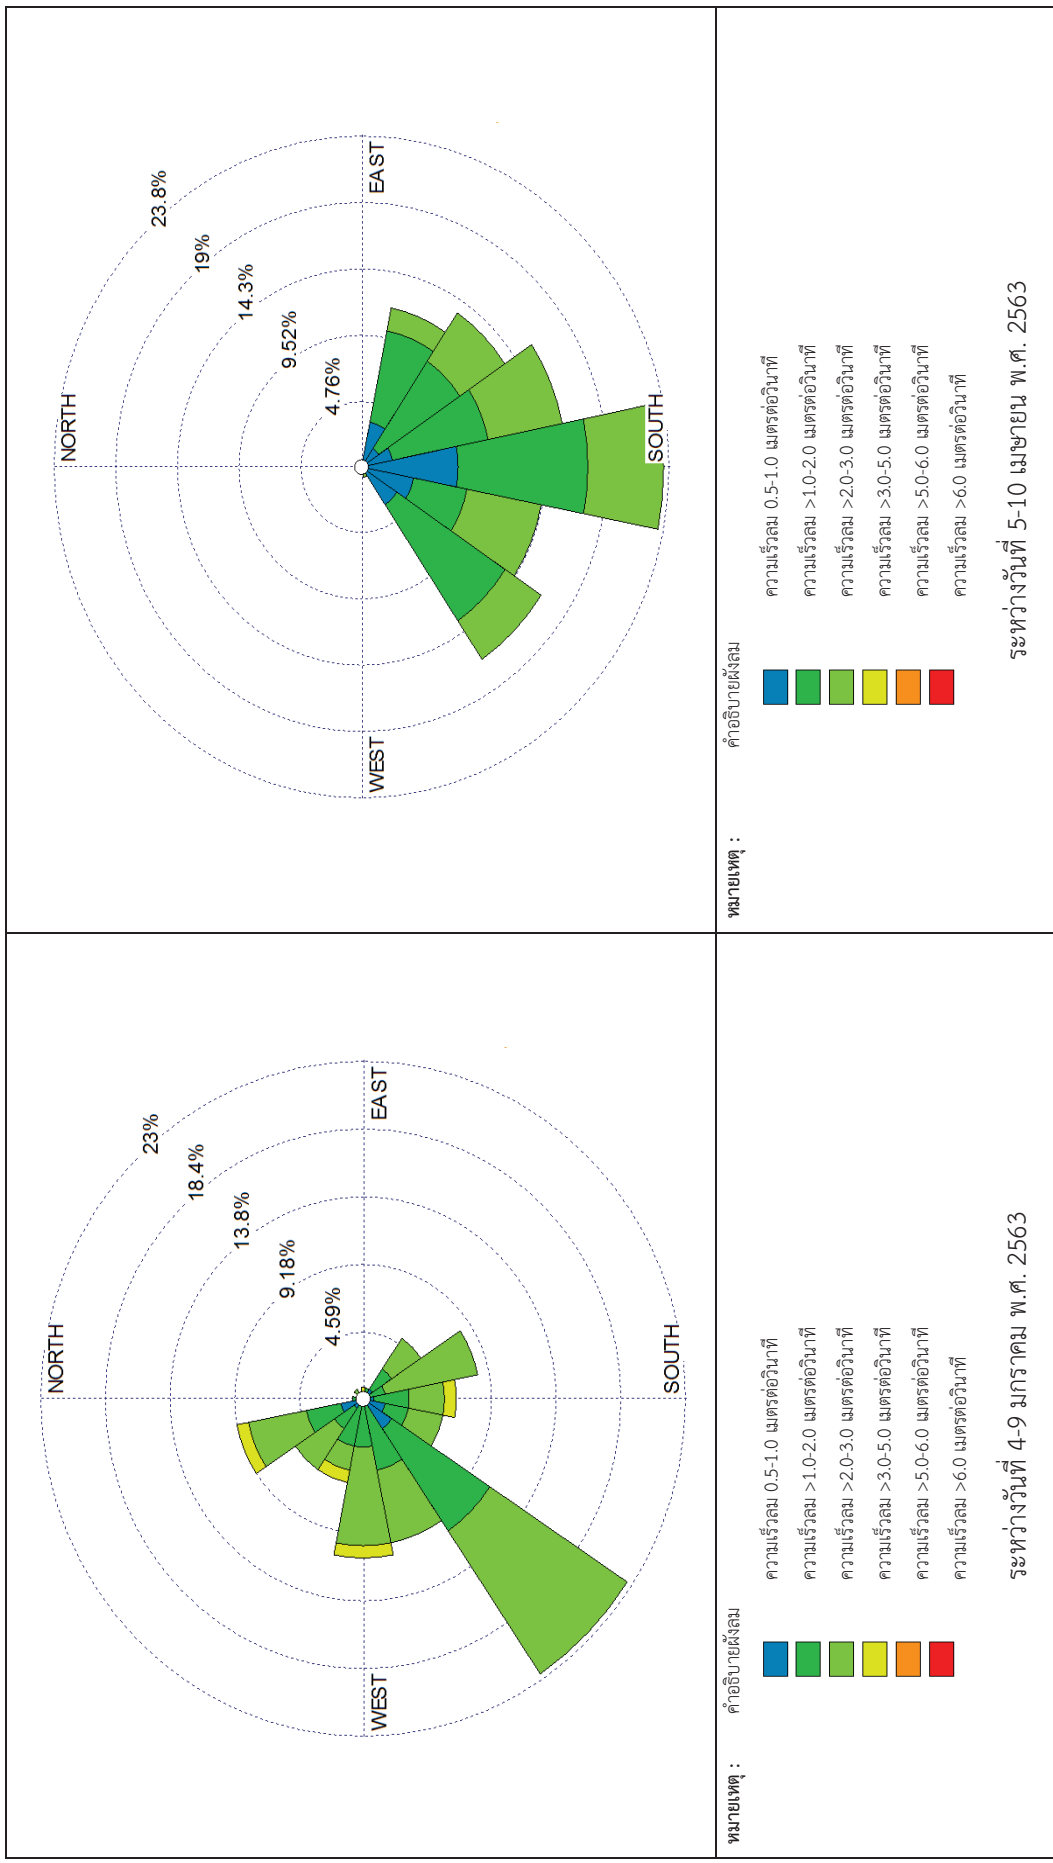 NORTH
23%
18.4%
13.8%
9.18%
4.59%
WEST
EAST
SOUTH
หมายเหตุ :
คำอธิบายผังลม
ความเร็วลม 0.5-1.0 เมตรต่อวินาที
ความเร็วลม >1.0-2.0 เมตรต่อวินาที
ความเร็วลม >2.0-3.0 เมตรต่อวินาที
ความเร็วลม >3.0-5.0 เมตรต่อวินาที
ความเร็วลม >5.0-6.0 เมตรต่อวินาที
ความเร็วลม >6.0 เมตรต่อวินาที
ระหว่างวันที่ 4-9 มกราคม พ.ศ. 2563
NORTH
23.8%
19%
14.3%
9.52%
4.76%
WEST
EAST
SOUTH
หมายเหตุ :
คำอธิบายผังลม
ความเร็วลม 0.5-1.0 เมตรต่อวินาที
ความเร็วลม >1.0-2.0 เมตรต่อวินาที
ความเร็วลม >2.0-3.0 เมตรต่อวินาที
ความเร็วลม >3.0-5.0 เมตรต่อวินาที
ความเร็วลม >5.0-6.0 เมตรต่อวินาที
ความเร็วลม >6.0 เมตรต่อวินาที
ระหว่างวันที่ 5-10 เมษายน พ.ศ. 2563